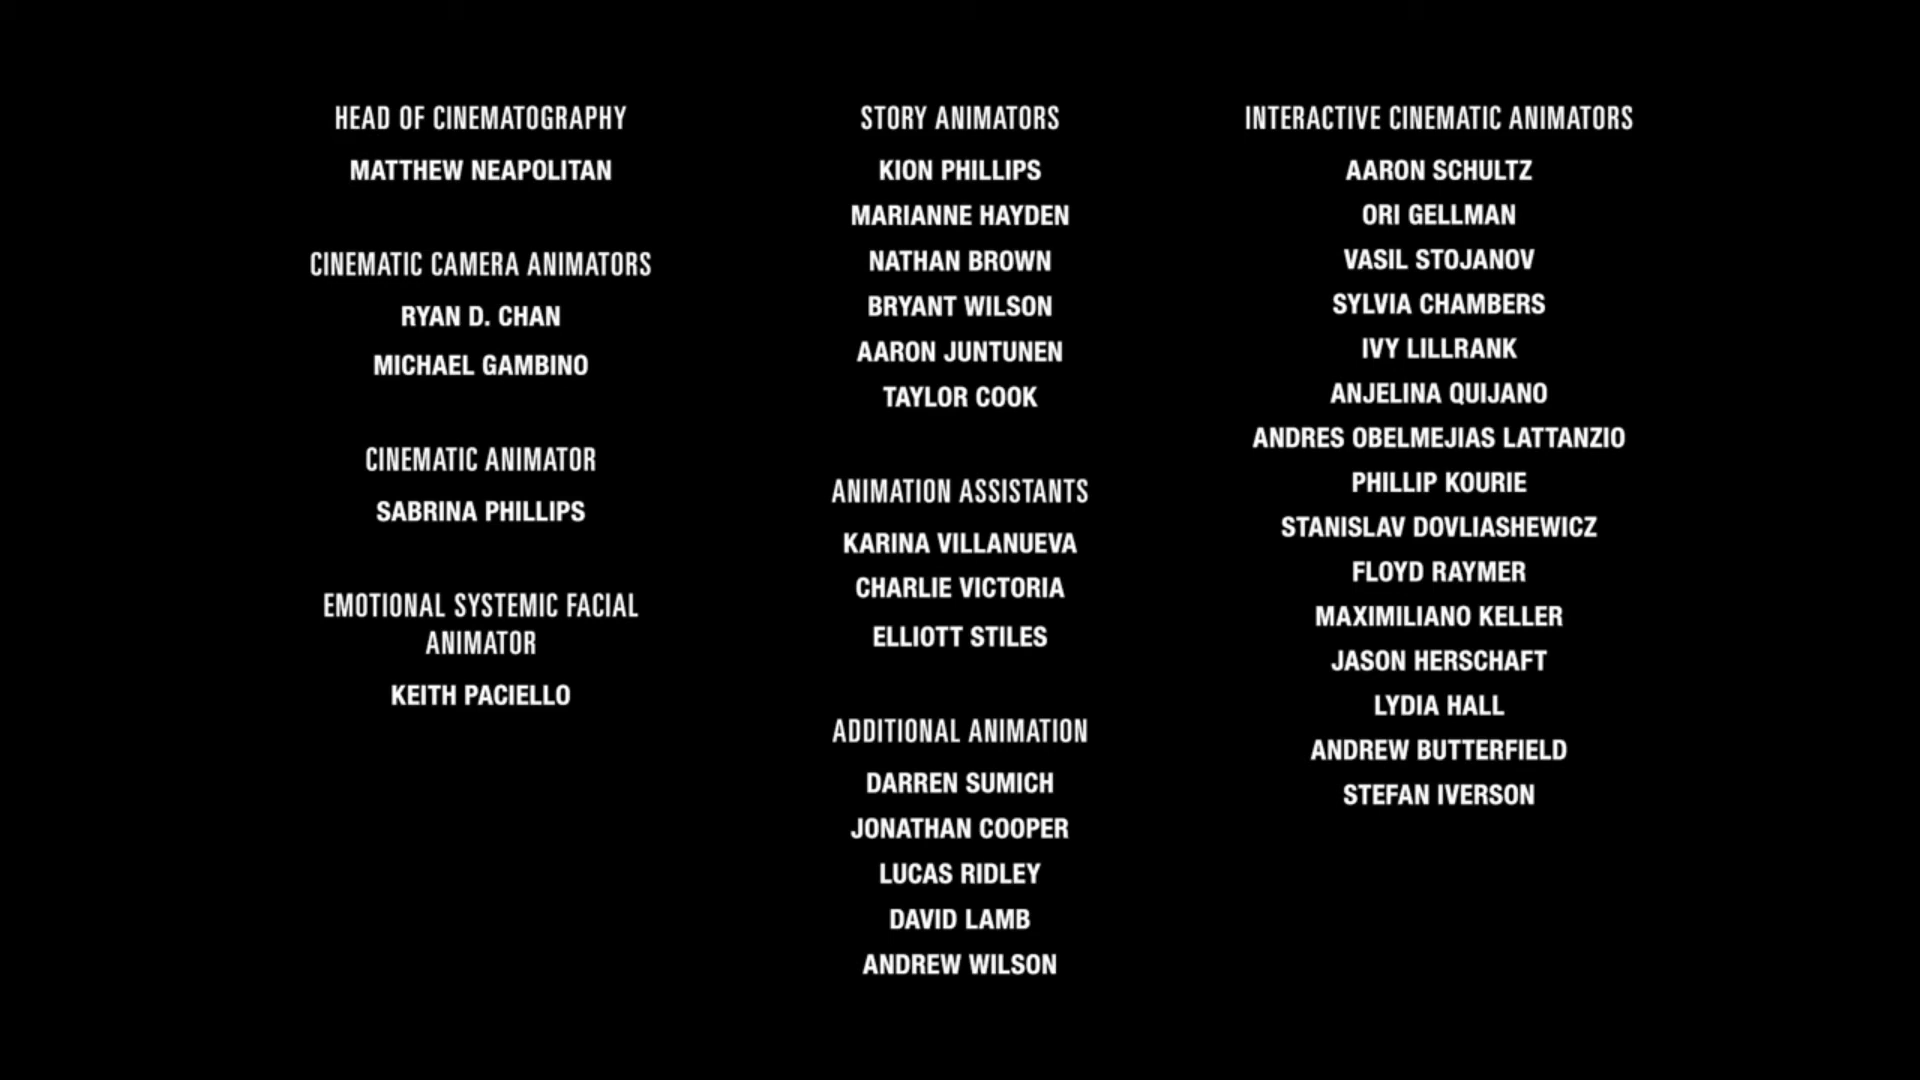 HEAD OF CINEMATOGRAPHY
MATTHEW NEAPOLITAN
CINEMATIC CAMERA ANIMATORS
RYAN D. CHAN
MICHAEL GAMBINO
CINEMATIC ANIMATOR
SABRINA PHILLIPS
EMOTIONAL SYSTEMIC FACIAL
ANIMATOR
KEITH PACIELLO
STORY ANIMATORS
KION PHILLIPS
MARIANNE HAYDEN
NATHAN BROWN
BRYANT WILSON
AARON JUNTUNEN
TAYLOR COOK
ANIMATION ASSISTANTS
KARINA VILLANUEVA
CHARLIE VICTORIA
ELLIOTT STILES
ADDITIONAL ANIMATION
DARREN SUMICH
JONATHAN COOPER
LUCAS RIDLEY
DAVID LAMB
ANDREW WILSON
INTERACTIVE CINEMATIC ANIMATORS
AARON SCHULTZ
ORI GELLMAN
VASIL STOJANOV
SYLVIA CHAMBERS
IVY LILLRANK
ANJELINA QUIJANO
ANDRES OBELMEJIAS LATTANZIO
PHILLIP KOURIE
STANISLAV DOVLIASHEWICZ
FLOYD RAYMER
MAXIMILIANO KELLER
JASON HERSCHAFT
LYDIA HALL
ANDREW BUTTERFIELD
STEFAN IVERSON